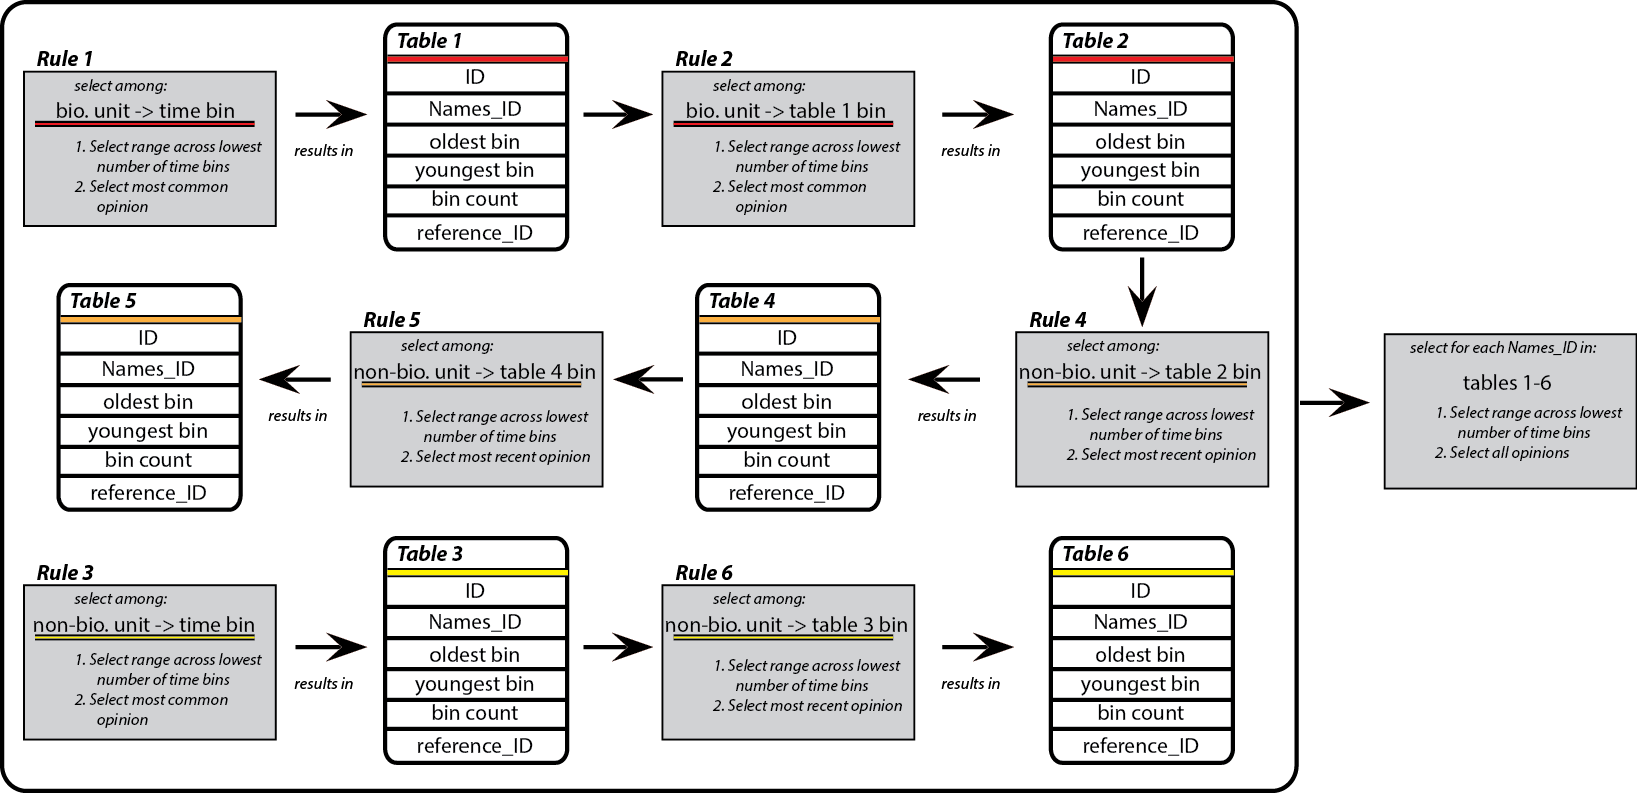 Rule 1
select among:
bio. unit -> time bin
1. Select range across lowest
number of time bins
2. Select most common
opinion
results in
Table 1
ID
Names_ID
oldest bin
youngest bin
bin count
reference_ID
Rule 2
select among:
bio. unit -> table 1 bin
1. Select range across lowest
number of time bins
2. Select most common
opinion
results in
Table 2
ID
Names_ID
oldest bin
youngest bin
bin count
reference_ID
Rule 4
select among:
non-bio. unit -> table 2 bin
1. Select range across lowest
number of time bins
2. Select most recent opinion
results in
Table 4
ID
Names_ID
oldest bin
youngest bin
bin count
reference_ID
Rule 5
select among:
non-bio. unit -> table 4 bin
1. Select range across lowest
number of time bins
2. Select most recent opinion
results in
Table 5
ID
Names_ID
oldest bin
youngest bin
bin count
reference_ID
Rule 3
select among:
non-bio. unit -> time bin
1. Select range across lowest
number of time bins
2. Select most common
opinion
results in
Table 3
ID
Names_ID
oldest bin
youngest bin
bin count
reference_ID
Rule 6
select among:
non-bio. unit -> table 3 bin
1. Select range across lowest
number of time bins
2. Select most recent opinion
results in
Table 6
ID
Names_ID
oldest bin
youngest bin
bin count
reference_ID
select for each Names_ID in:
tables 1-6
1. Select range across lowest
number of time bins
2. Select all opinions